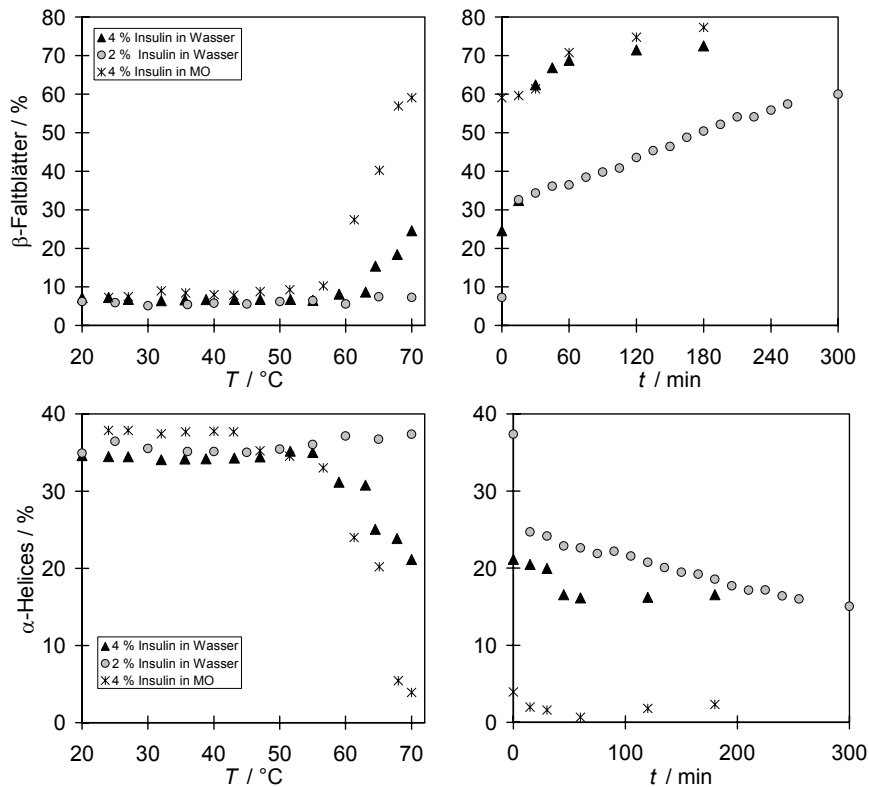 80
70
60
50
40
30
20
10
0
β-Faltblätter / %
4 % Insulin in Wasser
2 % Insulin in Wasser
4 % Insulin in MO
20 30 40 50 60 70
T / °C
80
70
60
50
40
30
20
10
0
0 60 120 180 240 300
t / min
40
30
20
10
0
α-Helices / %
4 % Insulin in Wasser
2 % Insulin in Wasser
4 % Insulin in MO
20 30 40 50 60 70
T / °C
40
30
20
10
0
0 100 200 300
t / min